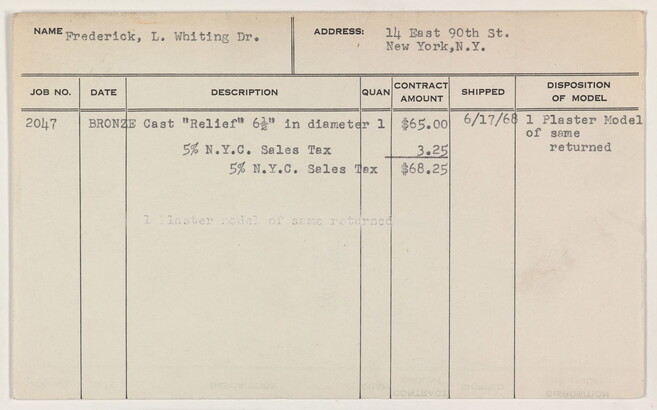 NAME Frederick, L. Whiting Dr.
ADDRESS: 14 East 90th St.
New York,N.Y.
JOB NO. DATE DESCRIPTION QUAN CONTRACT AMOUNT SHIPPED DISPOSITION OF MODEL
2047 BRONZE Cast "Relief" 6½" in diameter 1 $65.00 6/17/68 1 Plaster Model
of same
5% N.Y.C. Sales Tax 3.25 returned
5% N.Y.C. Sales Tax $68.25
1 Plaster model of same returned